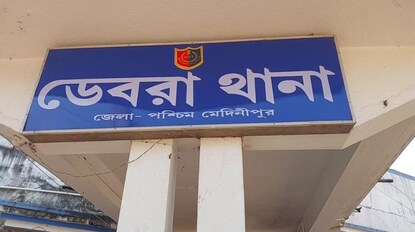 ডেবরা থানা
জেলা- পশ্চিম মেদিনীপুর